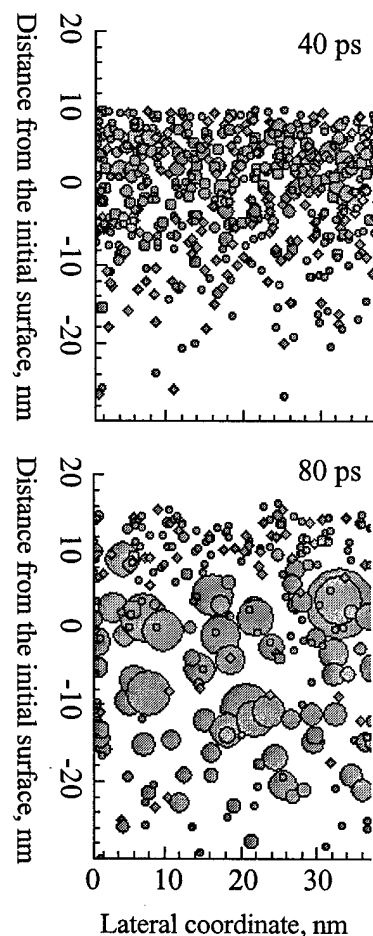 40 ps
20
10
0
-10
-20
Distance from the initial surface, nm
80 ps
20
10
0
-10
-20
Distance from the initial surface, nm
0 10 20 30
Lateral coordinate, nm